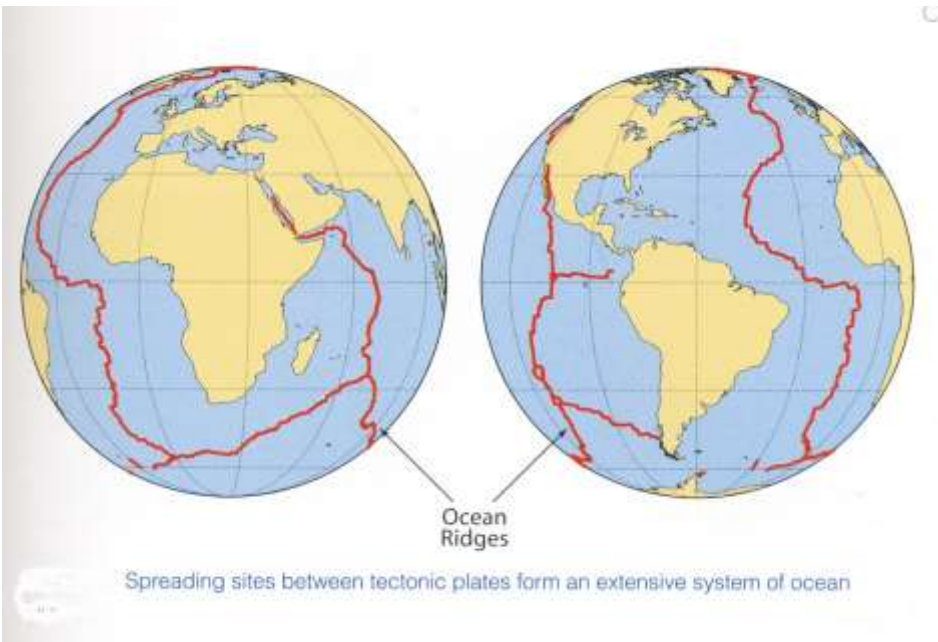 Ocean
Ridges
Spreading sites between tectonic plates form an extensive system of ocean